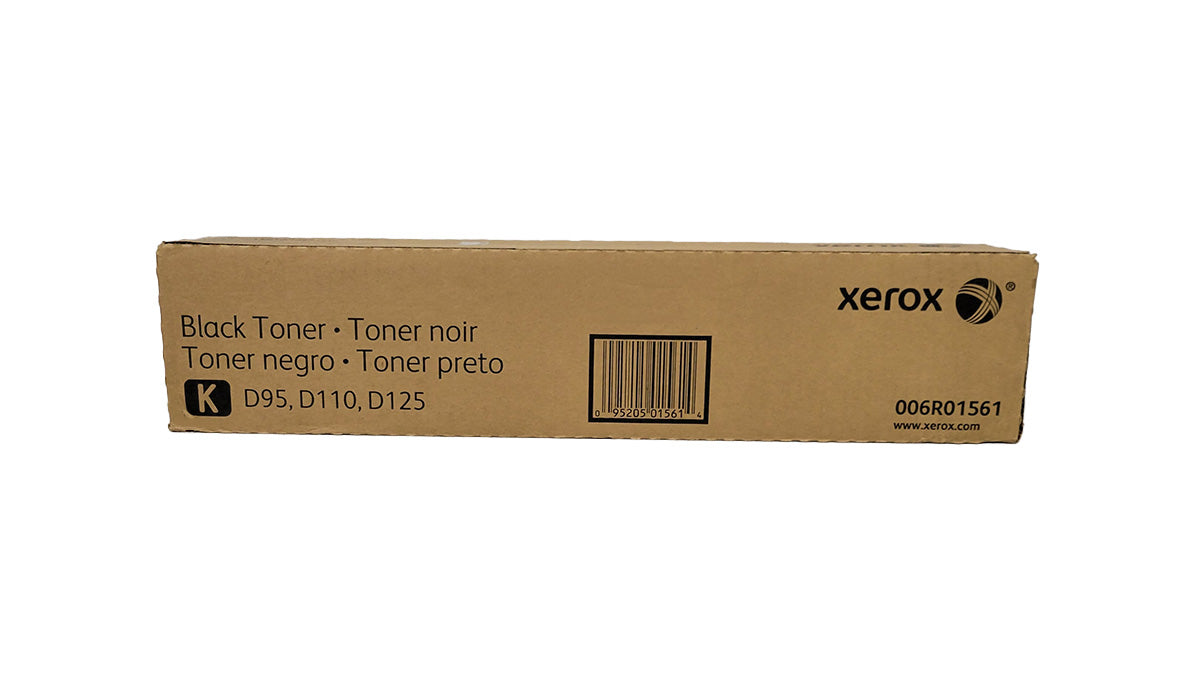 xerox ®
Black Toner • Toner noir
Toner negro • Toner preto
K D95, D110, D125
0 95205 01561 4
006R01561
www.xerox.com